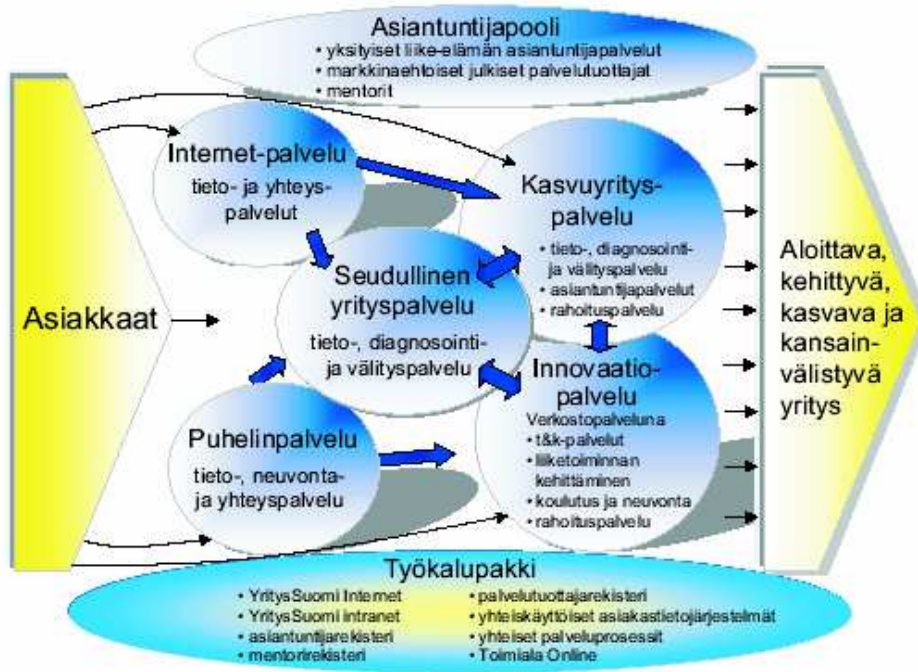 Asiantuntijapooli
• yksityiset liike-elämän asiantuntijapalvelut
• markkinaehtoiset julkiset palvelutuottajat
• mentorit
Asiakkaat
Internet-palvelu
tieto- ja yhteys-
palvelut
Seudullinen
yrityspalvelu
tieto-, diagnosointi-
ja välityspalvelu
Puhelinpalvelu
tieto-, neuvonta-
ja yhteyspalvelu
Kasvuyritys-
palvelu
• tieto-, diagnosointi-
ja välityspalvelu
• asiantuntijapalvelut
• rahoituspalvelu
Innovaatio-
palvelu
Verkostopalveluna
• t&k-palvelut
• liiketoiminnan
kehittäminen
• koulutus ja neuvonta
• rahoituspalvelu
Aloittava,
kehittyvä,
kasvava ja
kansain-
välistyvä
yritys
Työkalupakki
• YritysSuomi Internet
• YritysSuomi intranet
• asiantuntijarekisteri
• mentorirekisteri
• palvelutuottajarekisteri
• yhteiskäyttöiset asiakastietojärjestelmät
• yhteiset palveluprosessit
• Toimiala Online